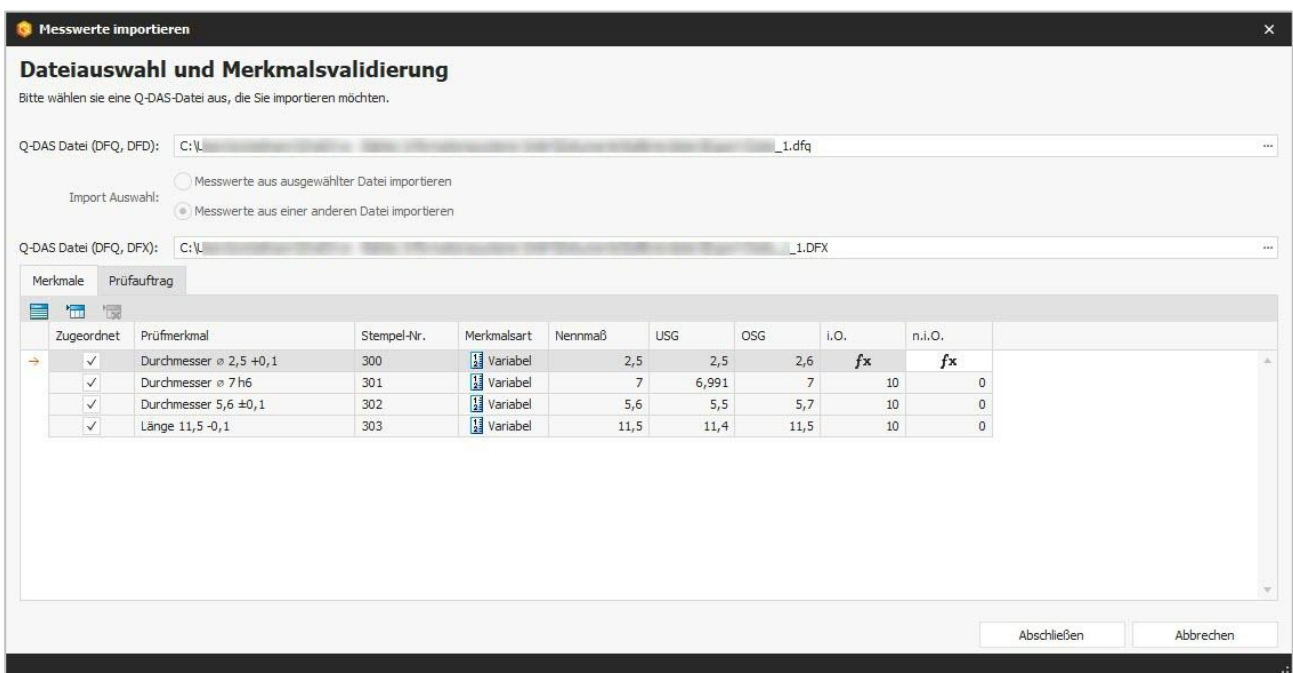 Messwerte importieren
Dateiauswahl und Merkmalsvalidierung
Bitte wählen sie eine Q-DAS-Datei aus, die Sie importieren möchten.
Q-DAS Datei (DFQ, DFD): C:\ _1.dfq ...
Messwerte aus ausgewählter Datei importieren
Import Auswahl:
Messwerte aus einer anderen Datei importieren
Q-DAS Datei (DFQ, DFX): C:\ _1.DFX ...
Merkmale Prüfauftrag
Zugeordnet Prüfmerkmal Stempel-Nr. Merkmalsart Nennmaß USG OSG i.O. n.i.O.
Durchmesser ⌀ 2,5 +0,1 300 Variabel 2,5 2,5 2,6 fx fx
Durchmesser ⌀ 7 h6 301 Variabel 7 6,991 7 10 0
Durchmesser 5,6 ±0,1 302 Variabel 5,6 5,5 5,7 10 0
Länge 11,5 -0,1 303 Variabel 11,5 11,4 11,5 10 0
Abschließen Abbrechen